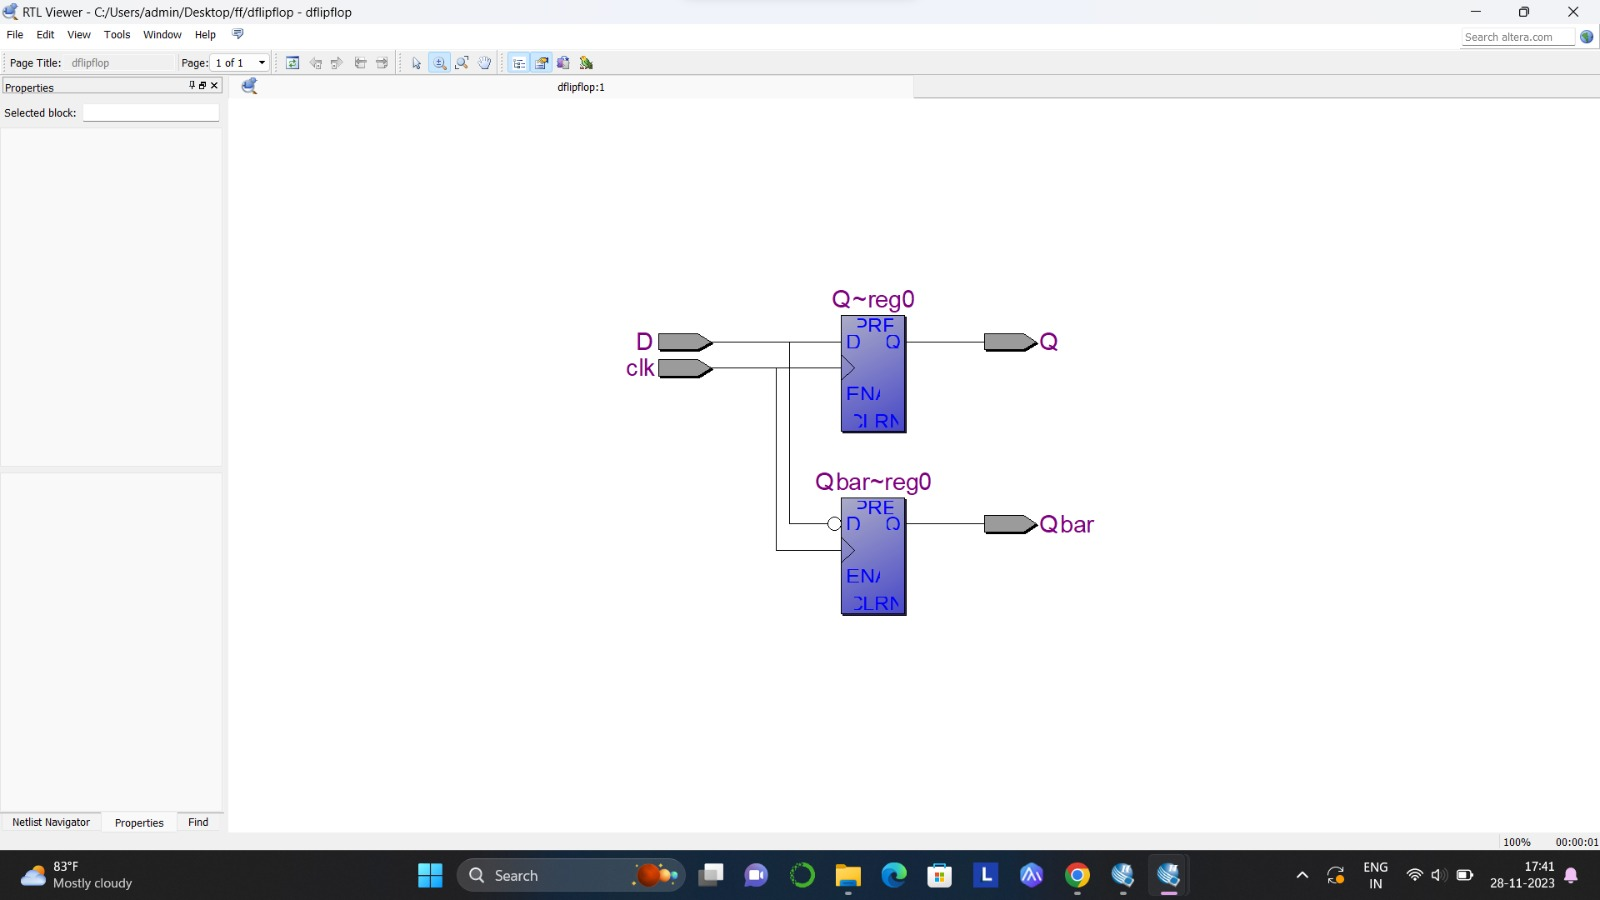 RTL Viewer - C:/Users/admin/Desktop/ff/dflipflop - dflipflop
File Edit View Tools Window Help
Search altera.com
Page Title: dflipflop Page: 1 of 1
Properties
dflipflop:1
Selected block:
Q~reg0
PRE
D
D Q
Q
clk
ENA
CLRN
Qbar~reg0
PRE
D Q
Qbar
ENA
CLRN
Netlist Navigator Properties Find
100% 00:00:01
83°F
Mostly cloudy
Search
L
ENG
IN
17:41
28-11-2023